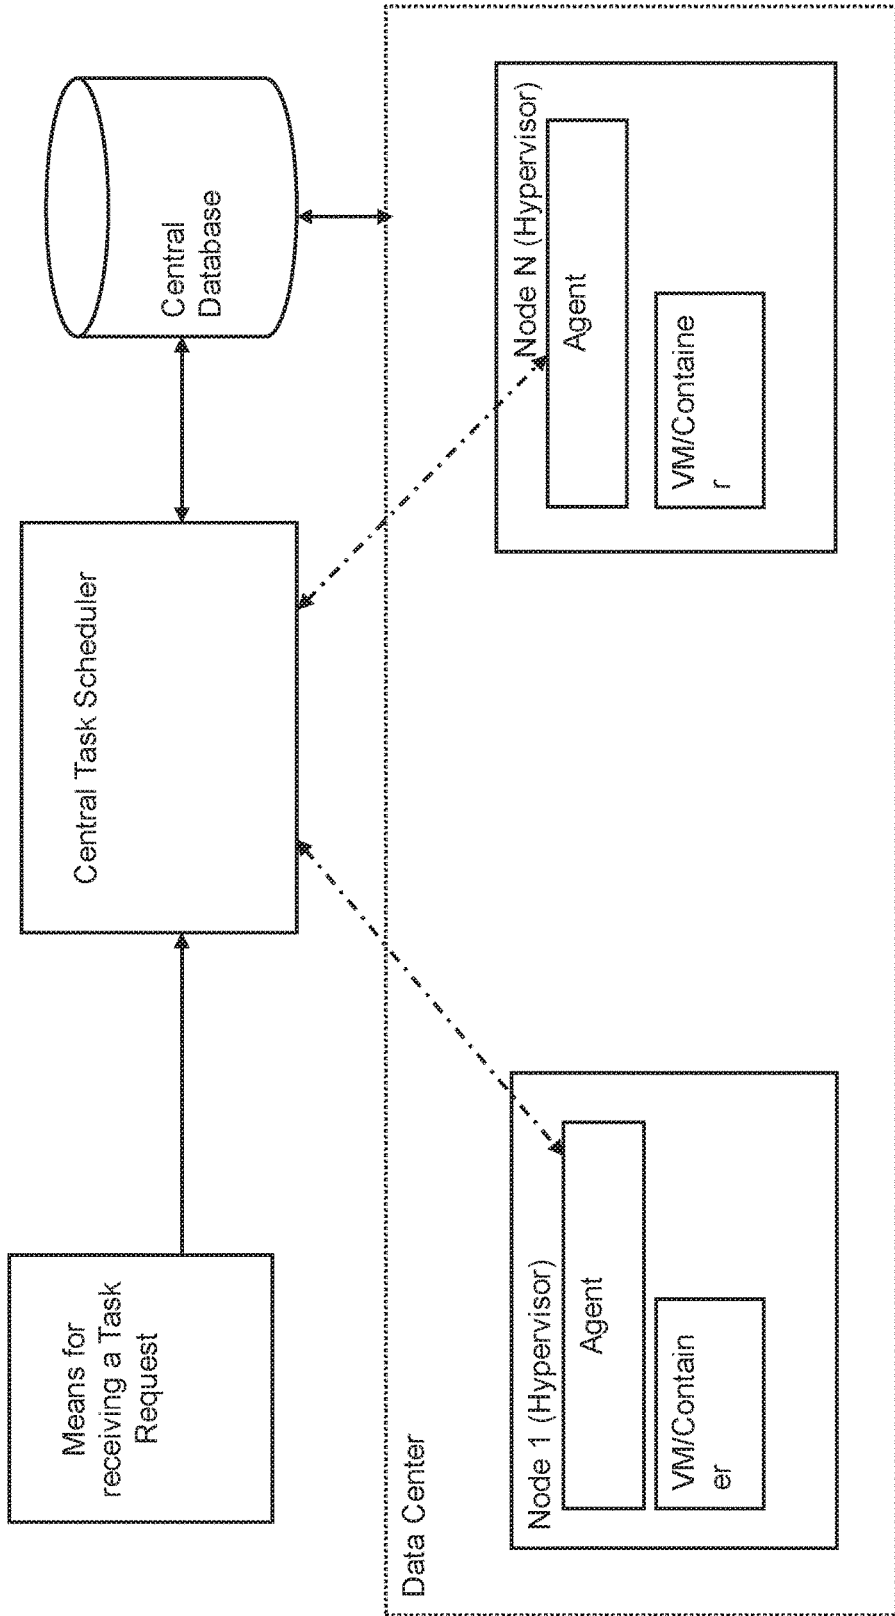 Means for
receiving a Task
Request
Central Task Scheduler
Central
Database
Data Center
Node 1 (Hypervisor)
Agent
VM/Contain
er
Node N (Hypervisor)
Agent
VM/Containe
r